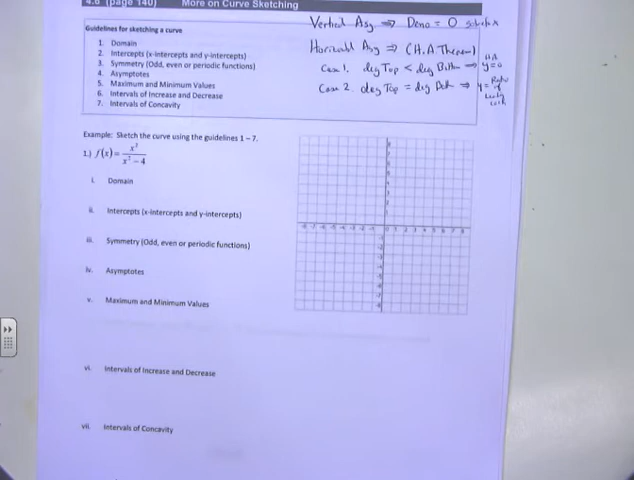 4.6 (page 140) More on Curve Sketching
Guidelines for sketching a curve
1. Domain
2. Intercepts (x-intercepts and y-intercepts)
3. Symmetry (Odd, even or periodic functions)
4. Asymptotes
5. Maximum and Minimum Values
6. Intervals of Increase and Decrease
7. Intervals of Concavity
Vertical Asy ⇒ Deno = 0 solve x
Horizontal Asy ⇒ (H.A Theorem)
Case 1. deg Top < deg Bottom ⇒ y=0
H.A
Case 2. deg Top = deg Both ⇒ y = Ratio of
Example: Sketch the curve using the guidelines 1 – 7.
i. Domain
ii. Intercepts (x-intercepts and y-intercepts)
iii. Symmetry (Odd, even or periodic functions)
iv. Asymptotes
v. Maximum and Minimum Values
vi. Intervals of Increase and Decrease
vii. Intervals of Concavity